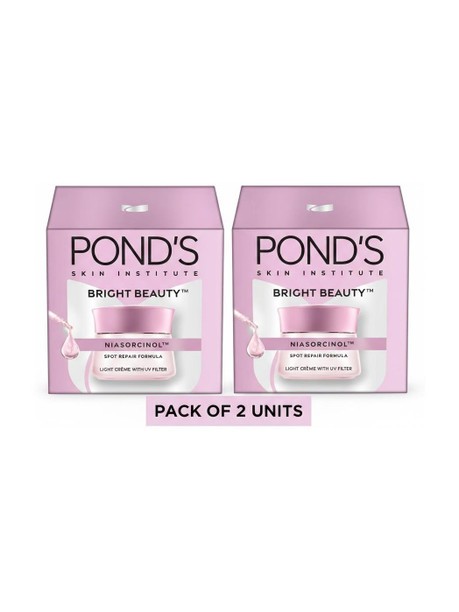 POND'S
SKIN INSTITUTE
BRIGHT BEAUTY™
NIASORCINOL™
SPOT REPAIR FORMULA
LIGHT CRÈME WITH UV FILTER
POND'S
SKIN INSTITUTE
BRIGHT BEAUTY™
NIASORCINOL™
SPOT REPAIR FORMULA
LIGHT CRÈME WITH UV FILTER
PACK OF 2 UNITS